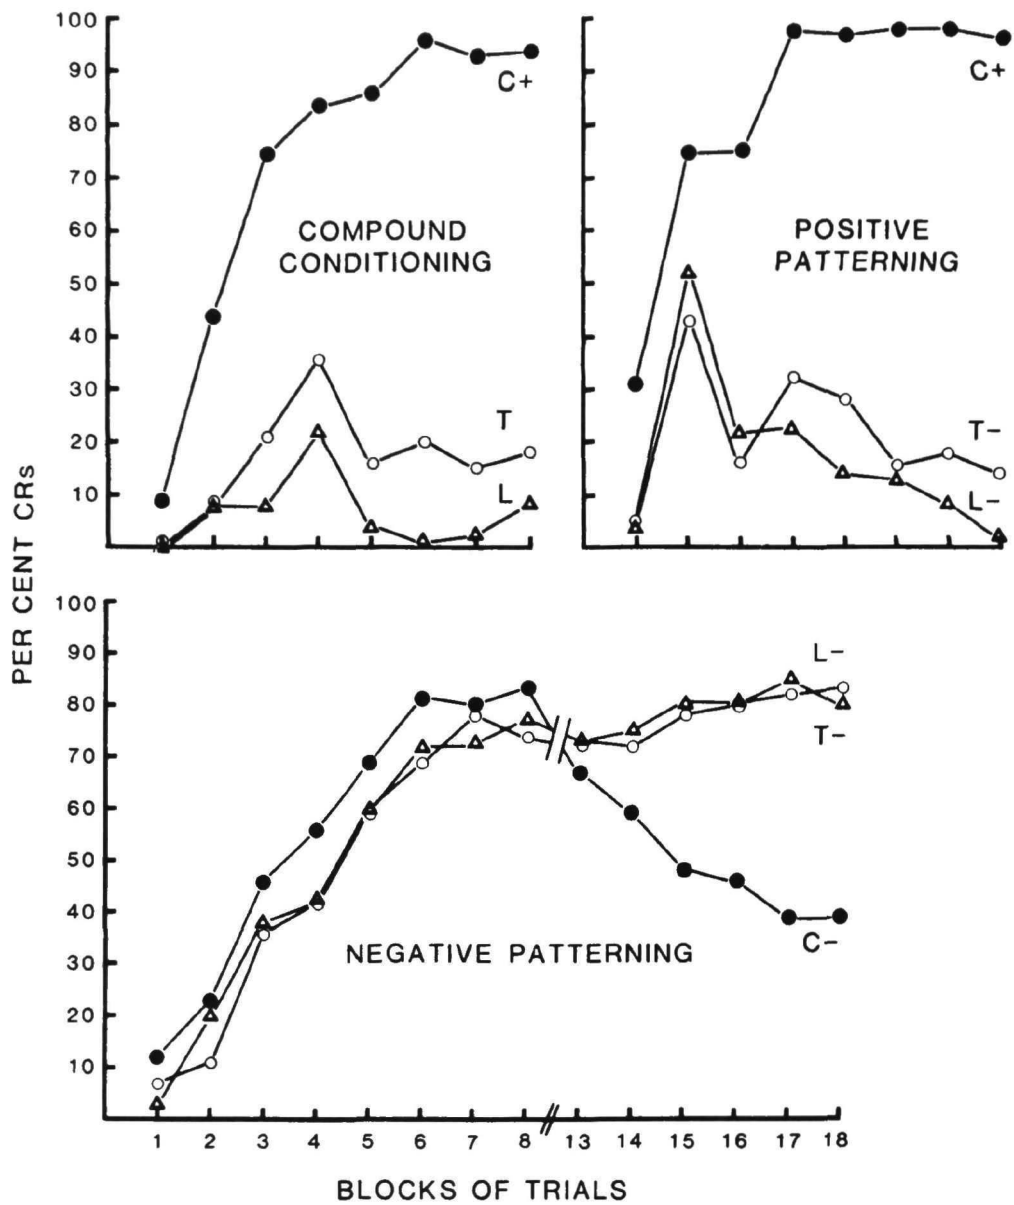 100
90
80
70
60
50
40
30
20
10
C+
COMPOUND
CONDITIONING
T
L
C+
POSITIVE
PATTERNING
T-
L-
PER CENT CRs
100
90
80
70
60
50
40
30
20
10
L-
T-
C-
NEGATIVE PATTERNING
1 2 3 4 5 6 7 8 13 14 15 16 17 18
BLOCKS OF TRIALS